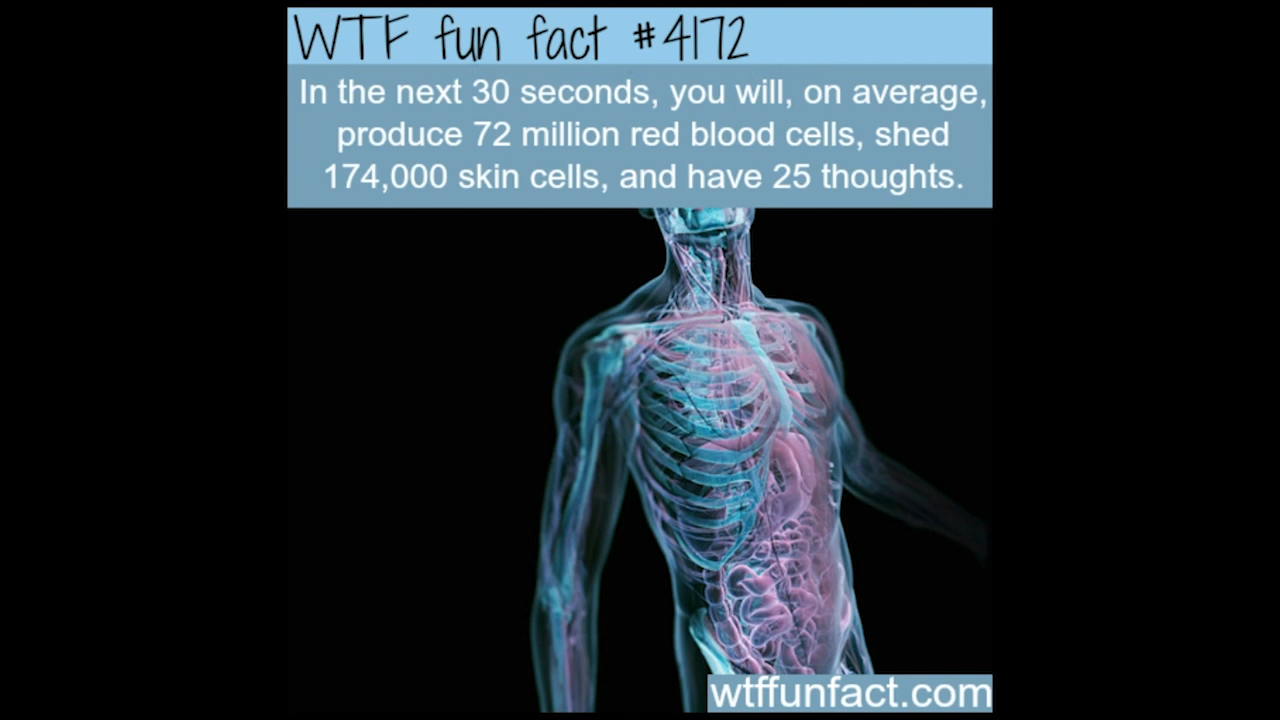 WTF fun fact #4172
In the next 30 seconds, you will, on average,
produce 72 million red blood cells, shed
174,000 skin cells, and have 25 thoughts.
wtffunfact.com